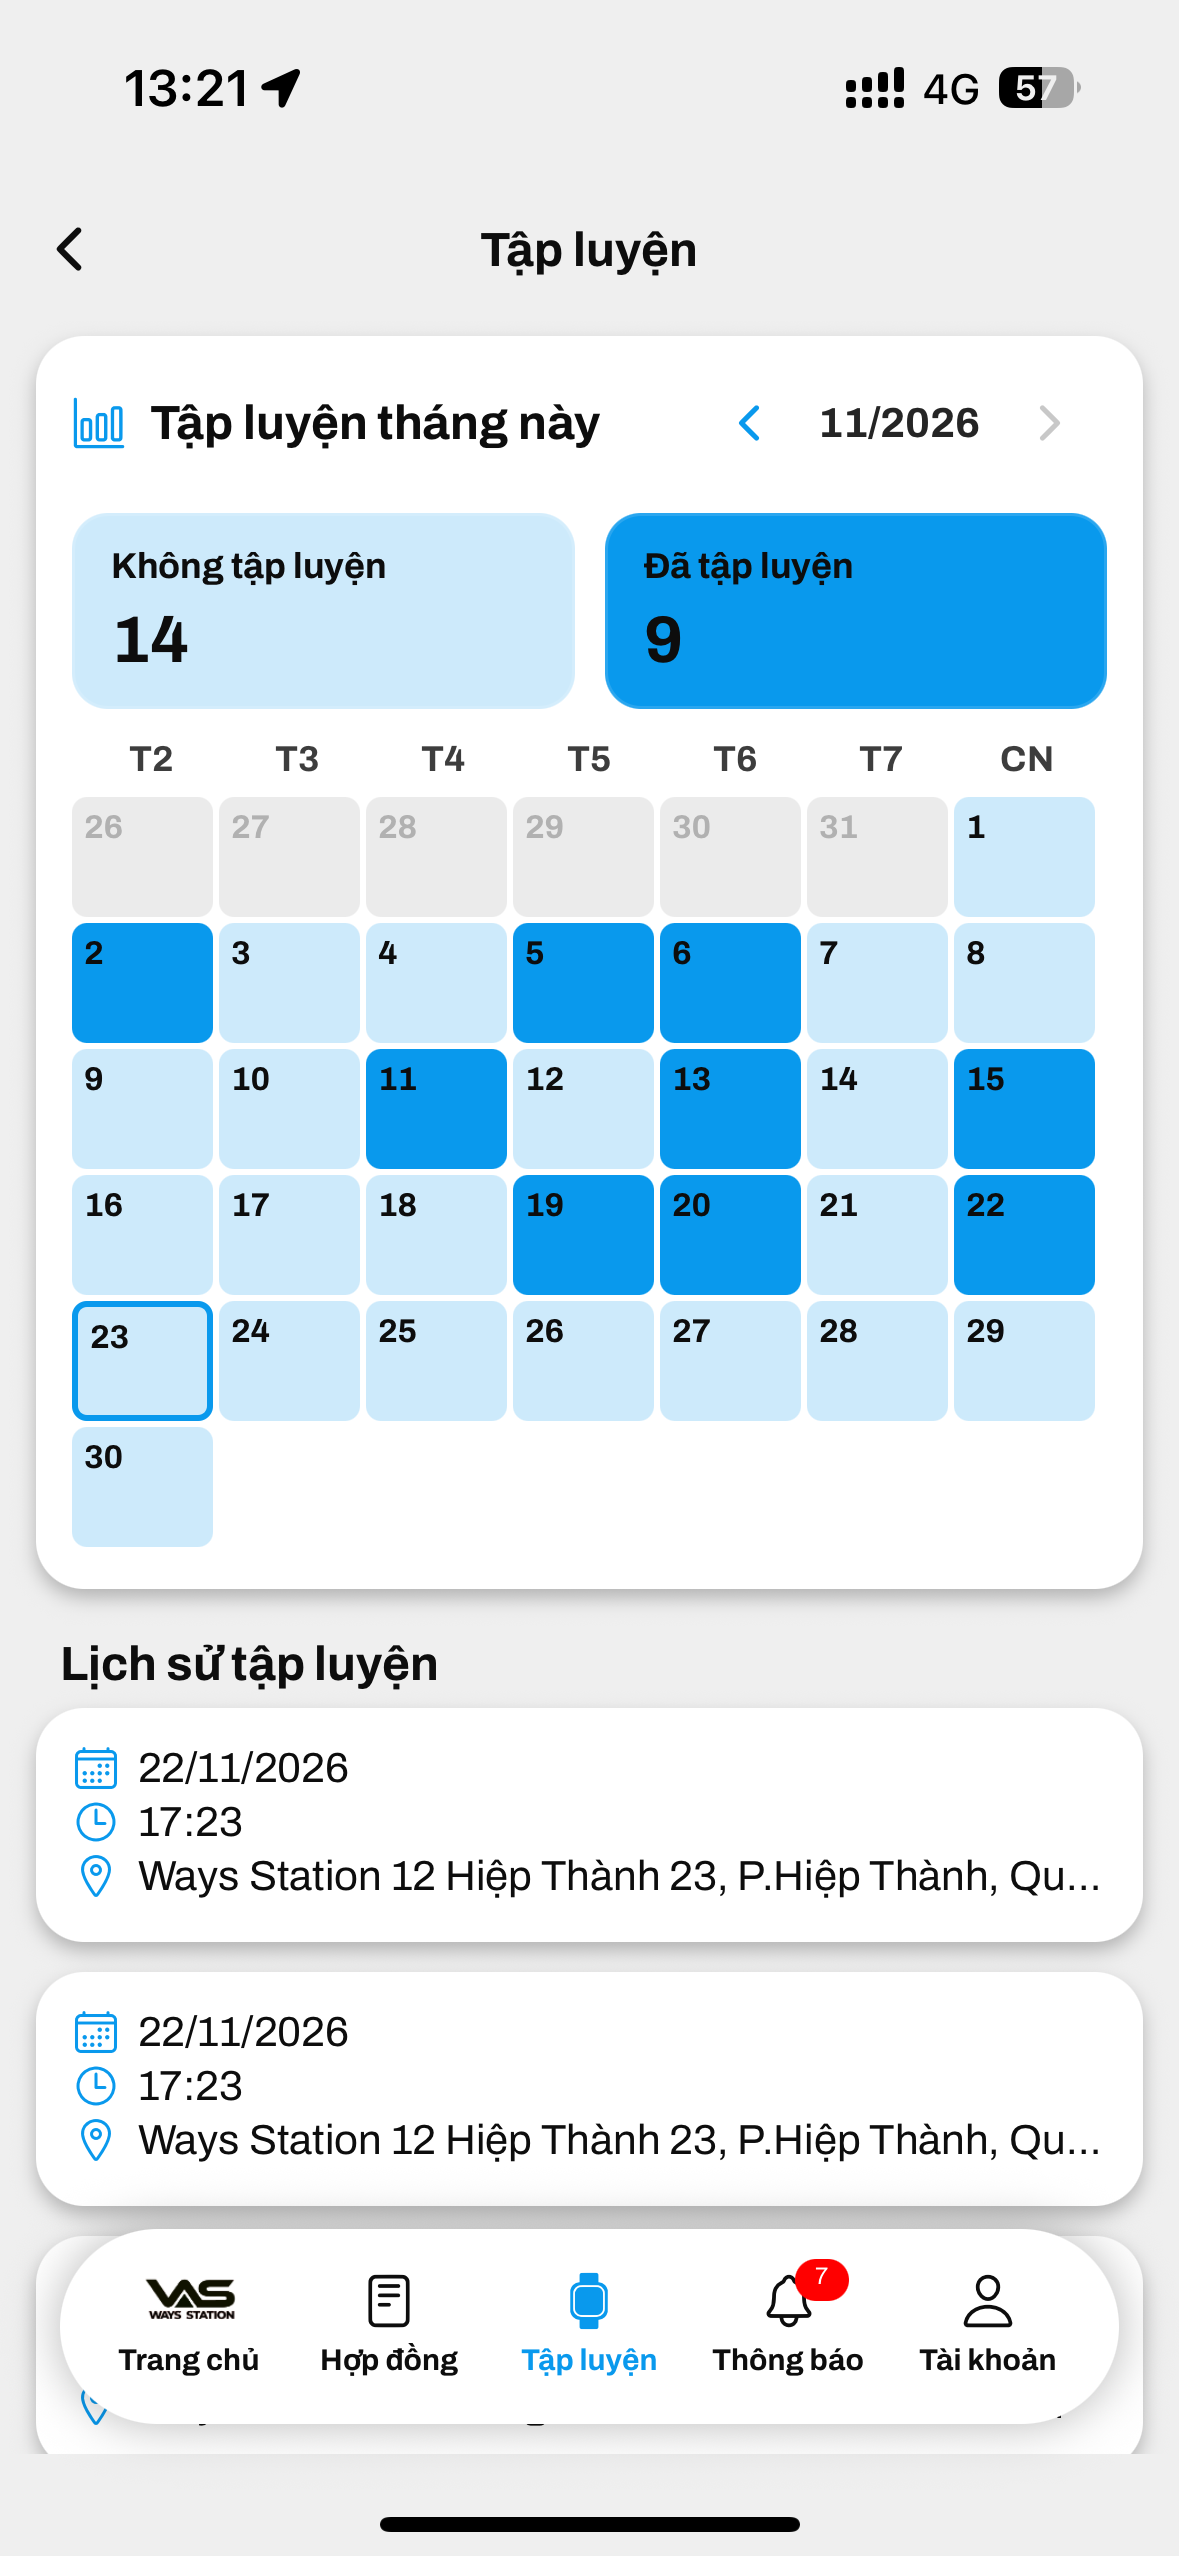 13:21 4G 57
Tập luyện
Tập luyện tháng này 11/2026
Không tập luyện Đã tập luyện
14 9
T2 T3 T4 T5 T6 T7 CN
26 27 28 29 30 31 1
2 3 4 5 6 7 8
9 10 11 12 13 14 15
16 17 18 19 20 21 22
23 24 25 26 27 28 29
30
Lịch sử tập luyện
22/11/2026
17:23
Ways Station 12 Hiệp Thành 23, P.Hiệp Thành, Qu...
22/11/2026
17:23
Ways Station 12 Hiệp Thành 23, P.Hiệp Thành, Qu...
7
VAS
WAYS STATION
Trang chủ Hợp đồng Tập luyện Thông báo Tài khoản